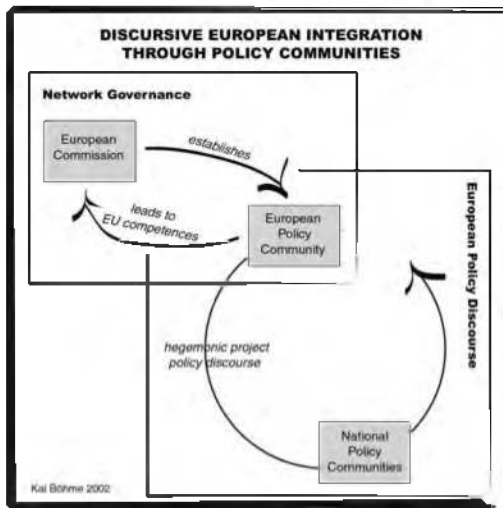 DISCURSIVE EUROPEAN INTEGRATION
THROUGH POLICY COMMUNITIES
Network Governance
European
Commission
establishes
leads to
EU competences
European
Policy
Community
European Policy Discourse
hegemonic project
policy discourse
National
Policy
Communities
Kai Böhme 2002